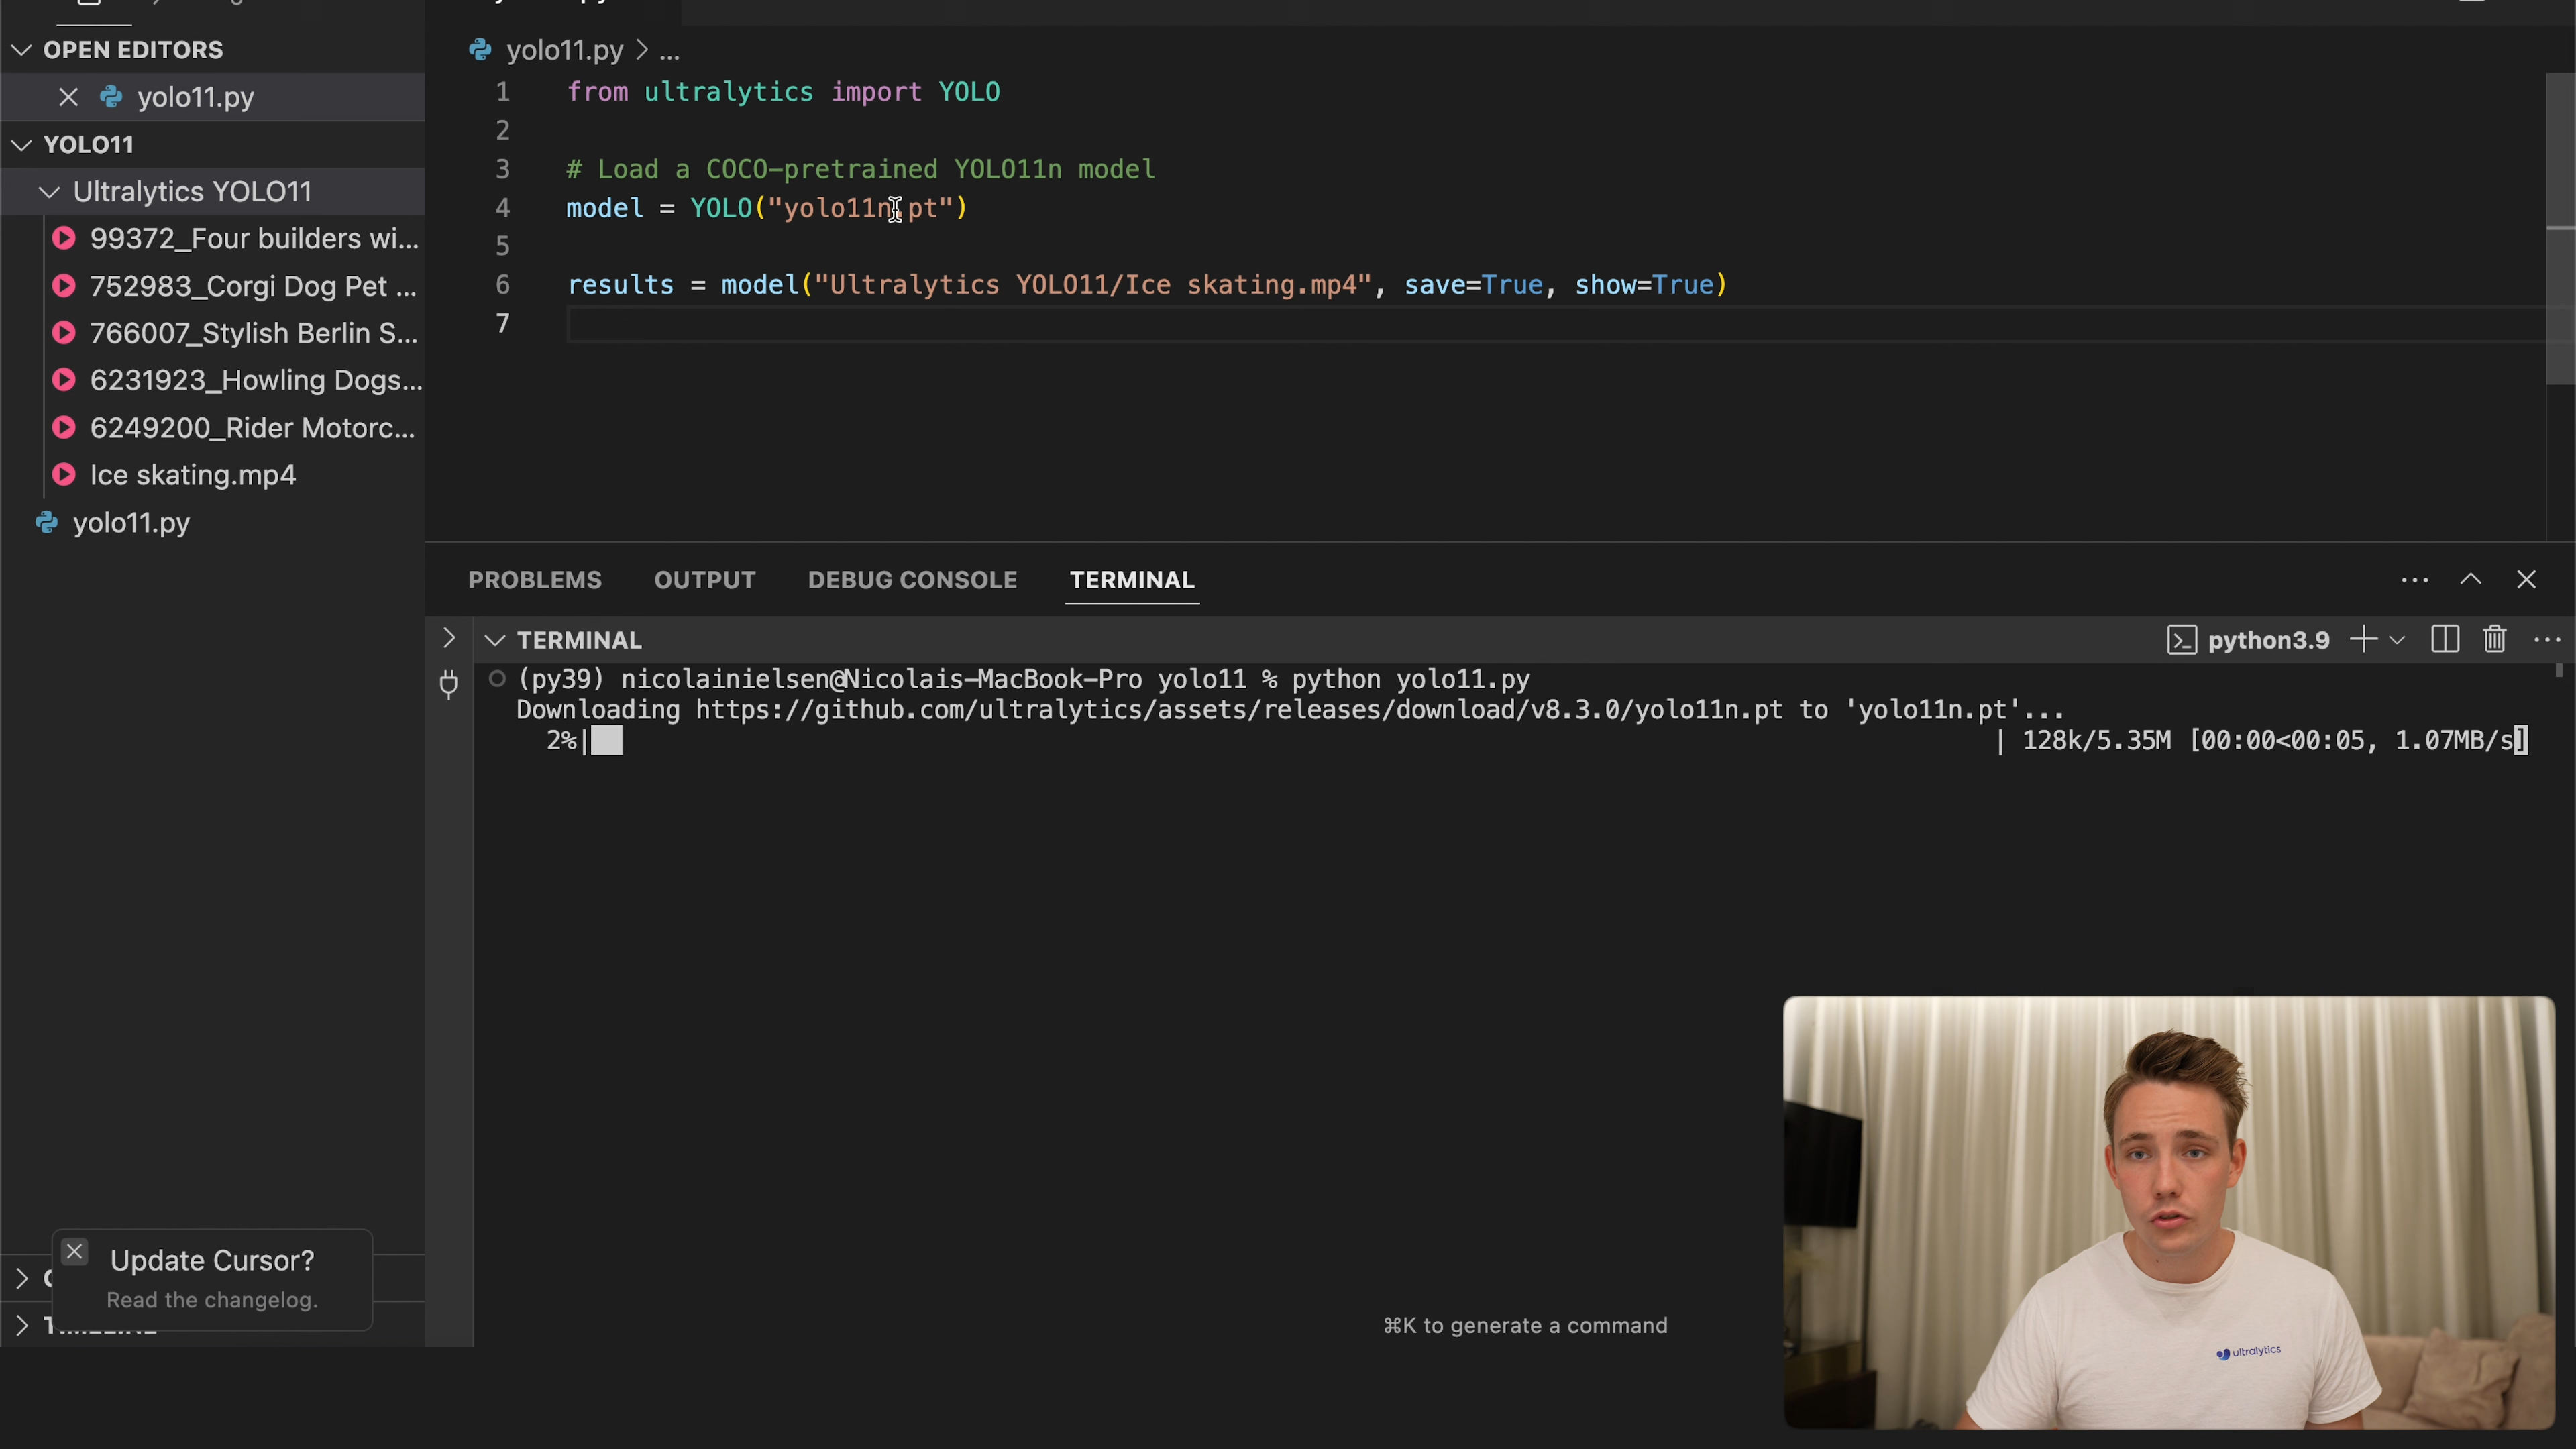 OPEN EDITORS
yolo11.py
YOLO11
Ultralytics YOLO11
99372_Four builders wi...
752983_Corgi Dog Pet ...
766007_Stylish Berlin S...
6231923_Howling Dogs...
6249200_Rider Motorc...
Ice skating.mp4
yolo11.py
Update Cursor?
Read the changelog.
TIMELINE
yolo11.py > ...
1 from ultralytics import YOLO
2
3 # Load a COCO-pretrained YOLO11n model
4 model = YOLO("yolo11n.pt")
5
6 results = model("Ultralytics YOLO11/Ice skating.mp4", save=True, show=True)
7
PROBLEMS OUTPUT DEBUG CONSOLE TERMINAL
TERMINAL python3.9
(py39) nicolainielsen@Nicolais-MacBook-Pro yolo11 % python yolo11.py
Downloading https://github.com/ultralytics/assets/releases/download/v8.3.0/yolo11n.pt to 'yolo11n.pt'...
2%| | 128k/5.35M [00:00<00:05, 1.07MB/s]
⌘K to generate a command
ultralytics